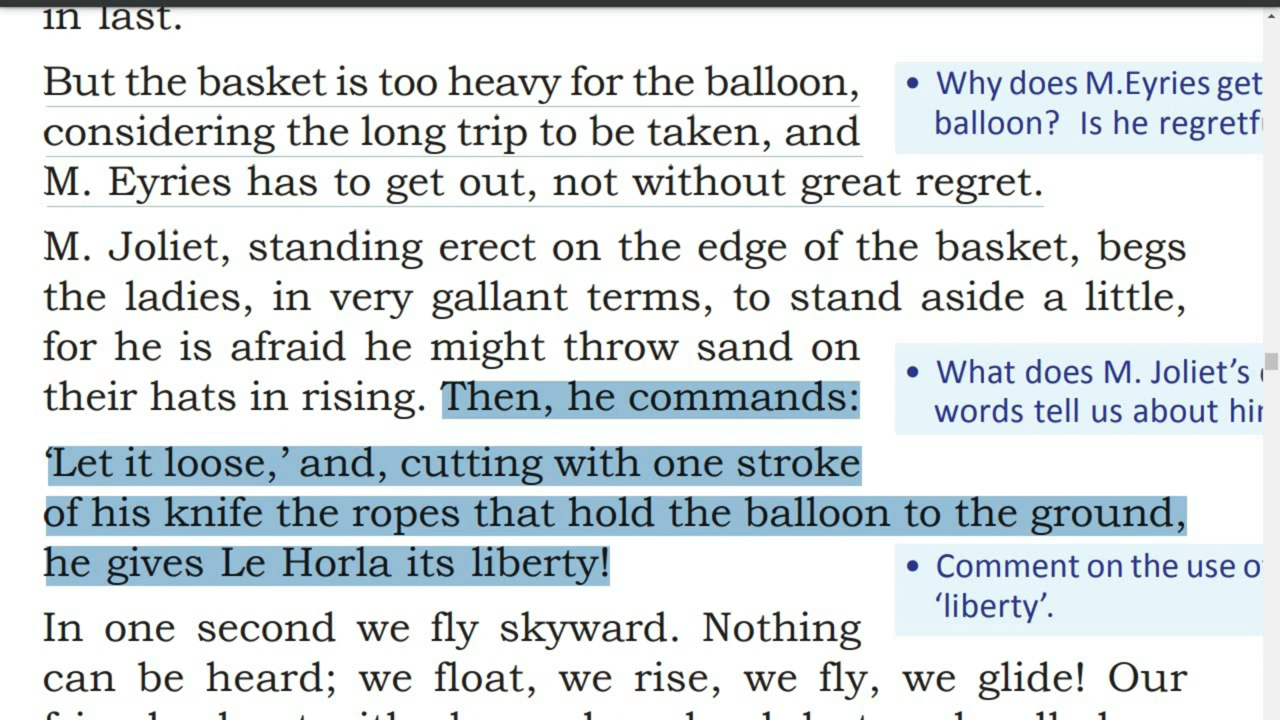 in last.
But the basket is too heavy for the balloon,
considering the long trip to be taken, and
M. Eyries has to get out, not without great regret.
• Why does M.Eyries get
balloon? Is he
M. Joliet, standing erect on the edge of the basket, begs
the ladies, in very gallant terms, to stand aside a little,
for he is afraid he might throw sand on
their hats in rising. Then, he commands:
• What does M. Joliet’s
words tell us about
‘Let it loose,’ and, cutting with one stroke
of his knife the ropes that hold the balloon to the ground,
he gives Le Horla its liberty!
• Comment on the use
‘liberty’.
In one second we fly skyward. Nothing
can be heard; we float, we rise, we fly, we glide! Our